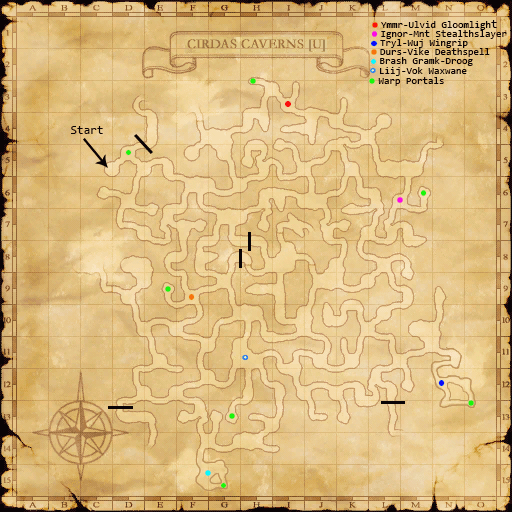 A B C D E F G H I J K L M N O
CIRDAS CAVERNS [U]
Ymmr-Ulvid Gloomlight
Ignor-Mnt Stealthslayer
Tryl-Wuj Wingrip
Durs-Vike Deathspell
Brash Gramk-Droog
Liij-Vok Waxwane
Warp Portals
Start
1
2
3
4
5
6
7
8
9
10
11
12
13
14
15
A B C D E F G H I J K L M N O